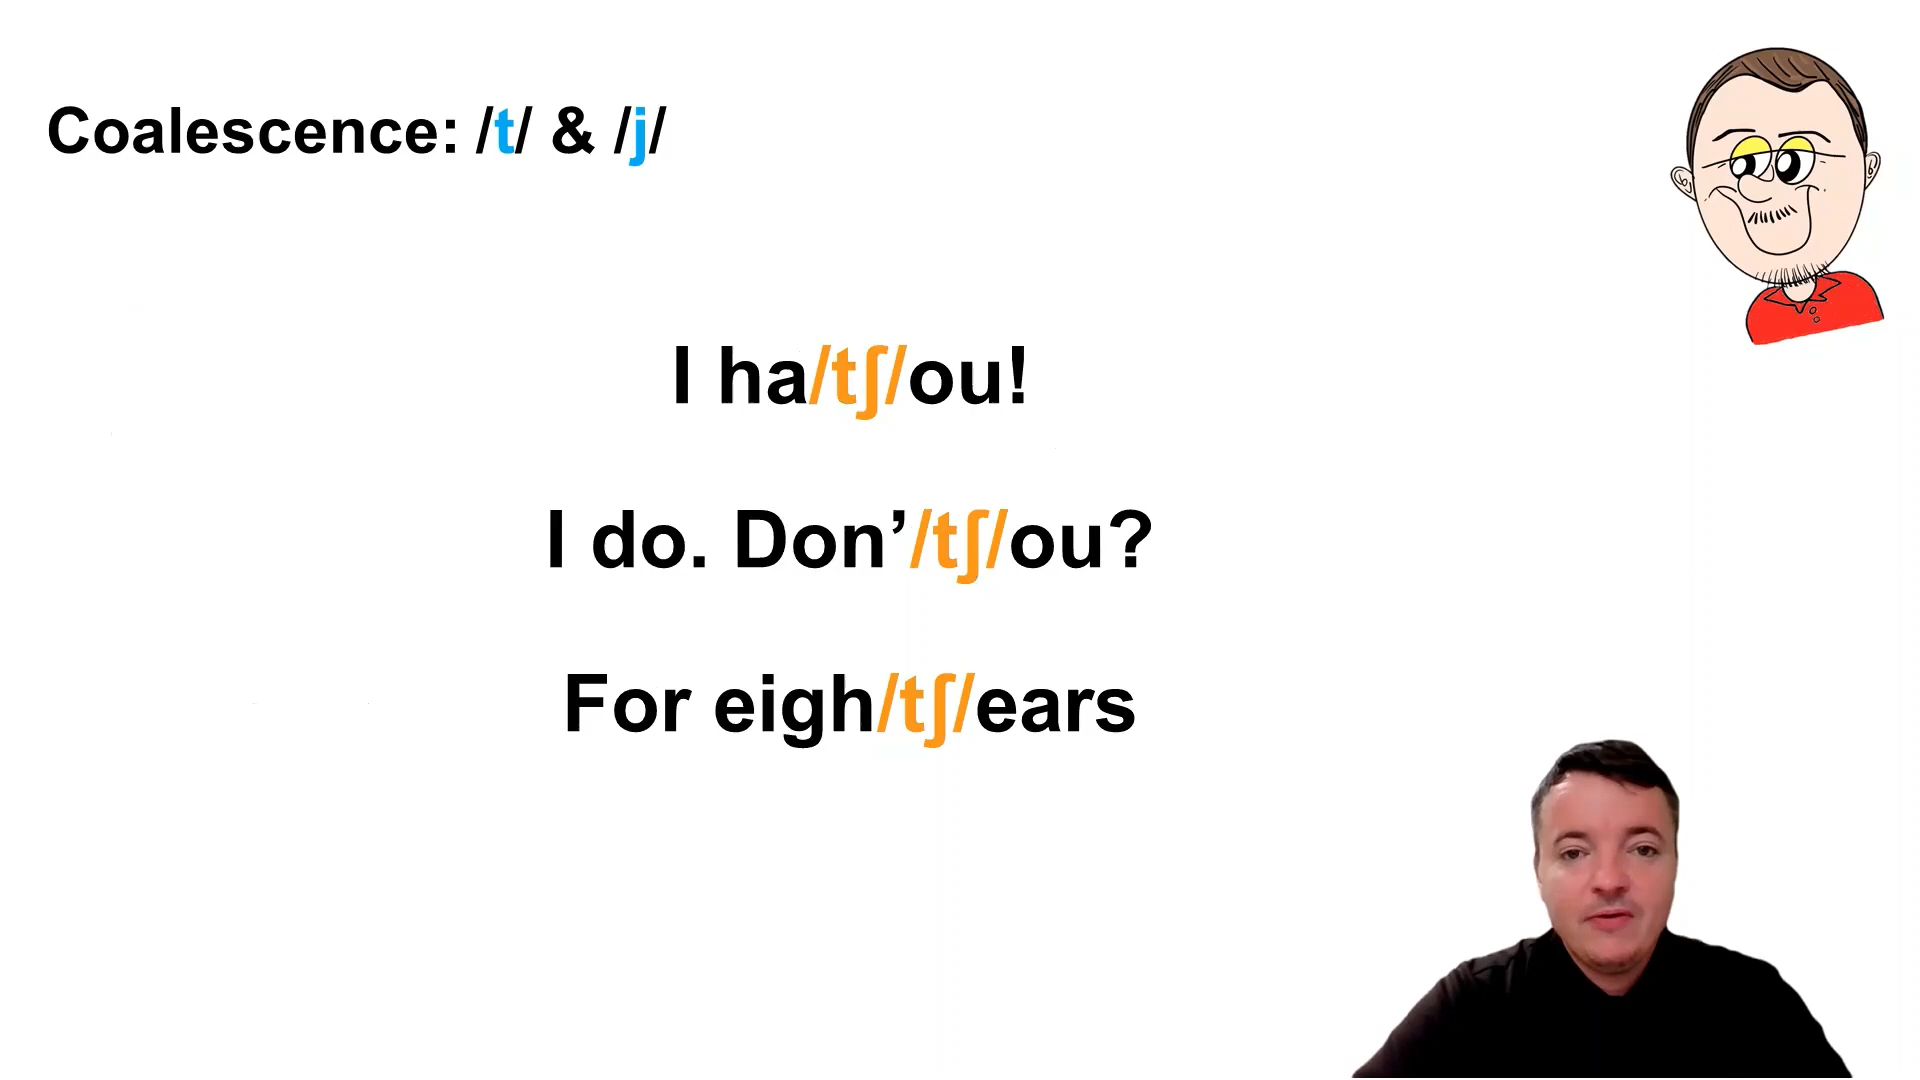 Coalescence: /t/ & /j/
I ha/tʃ/ou!
I do. Don’/tʃ/ou?
For eigh/tʃ/ears